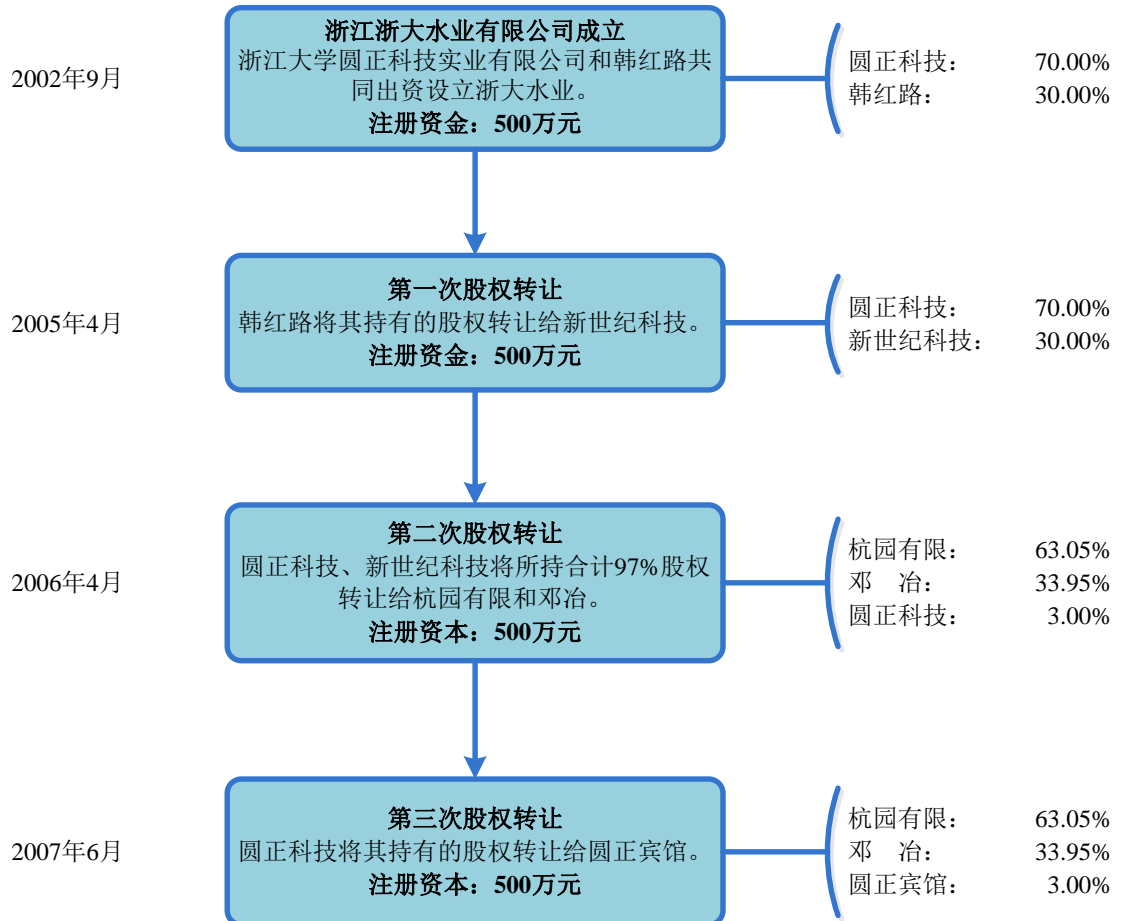 2002年9月
浙江浙大水业有限公司成立
浙江大学圆正科技实业有限公司和韩红路共
同出资设立浙大水业。
注册资金：500万元
圆正科技： 70.00%
韩红路： 30.00%
2005年4月
第一次股权转让
韩红路将其持有的股权转让给新世纪科技。
注册资金：500万元
圆正科技： 70.00%
新世纪科技： 30.00%
2006年4月
第二次股权转让
圆正科技、新世纪科技将所持合计97%股权
转让给杭园有限和邓冶。
注册资本：500万元
杭园有限： 63.05%
邓　冶： 33.95%
圆正科技： 3.00%
2007年6月
第三次股权转让
圆正科技将其持有的股权转让给圆正宾馆。
注册资本：500万元
杭园有限： 63.05%
邓　冶： 33.95%
圆正宾馆： 3.00%